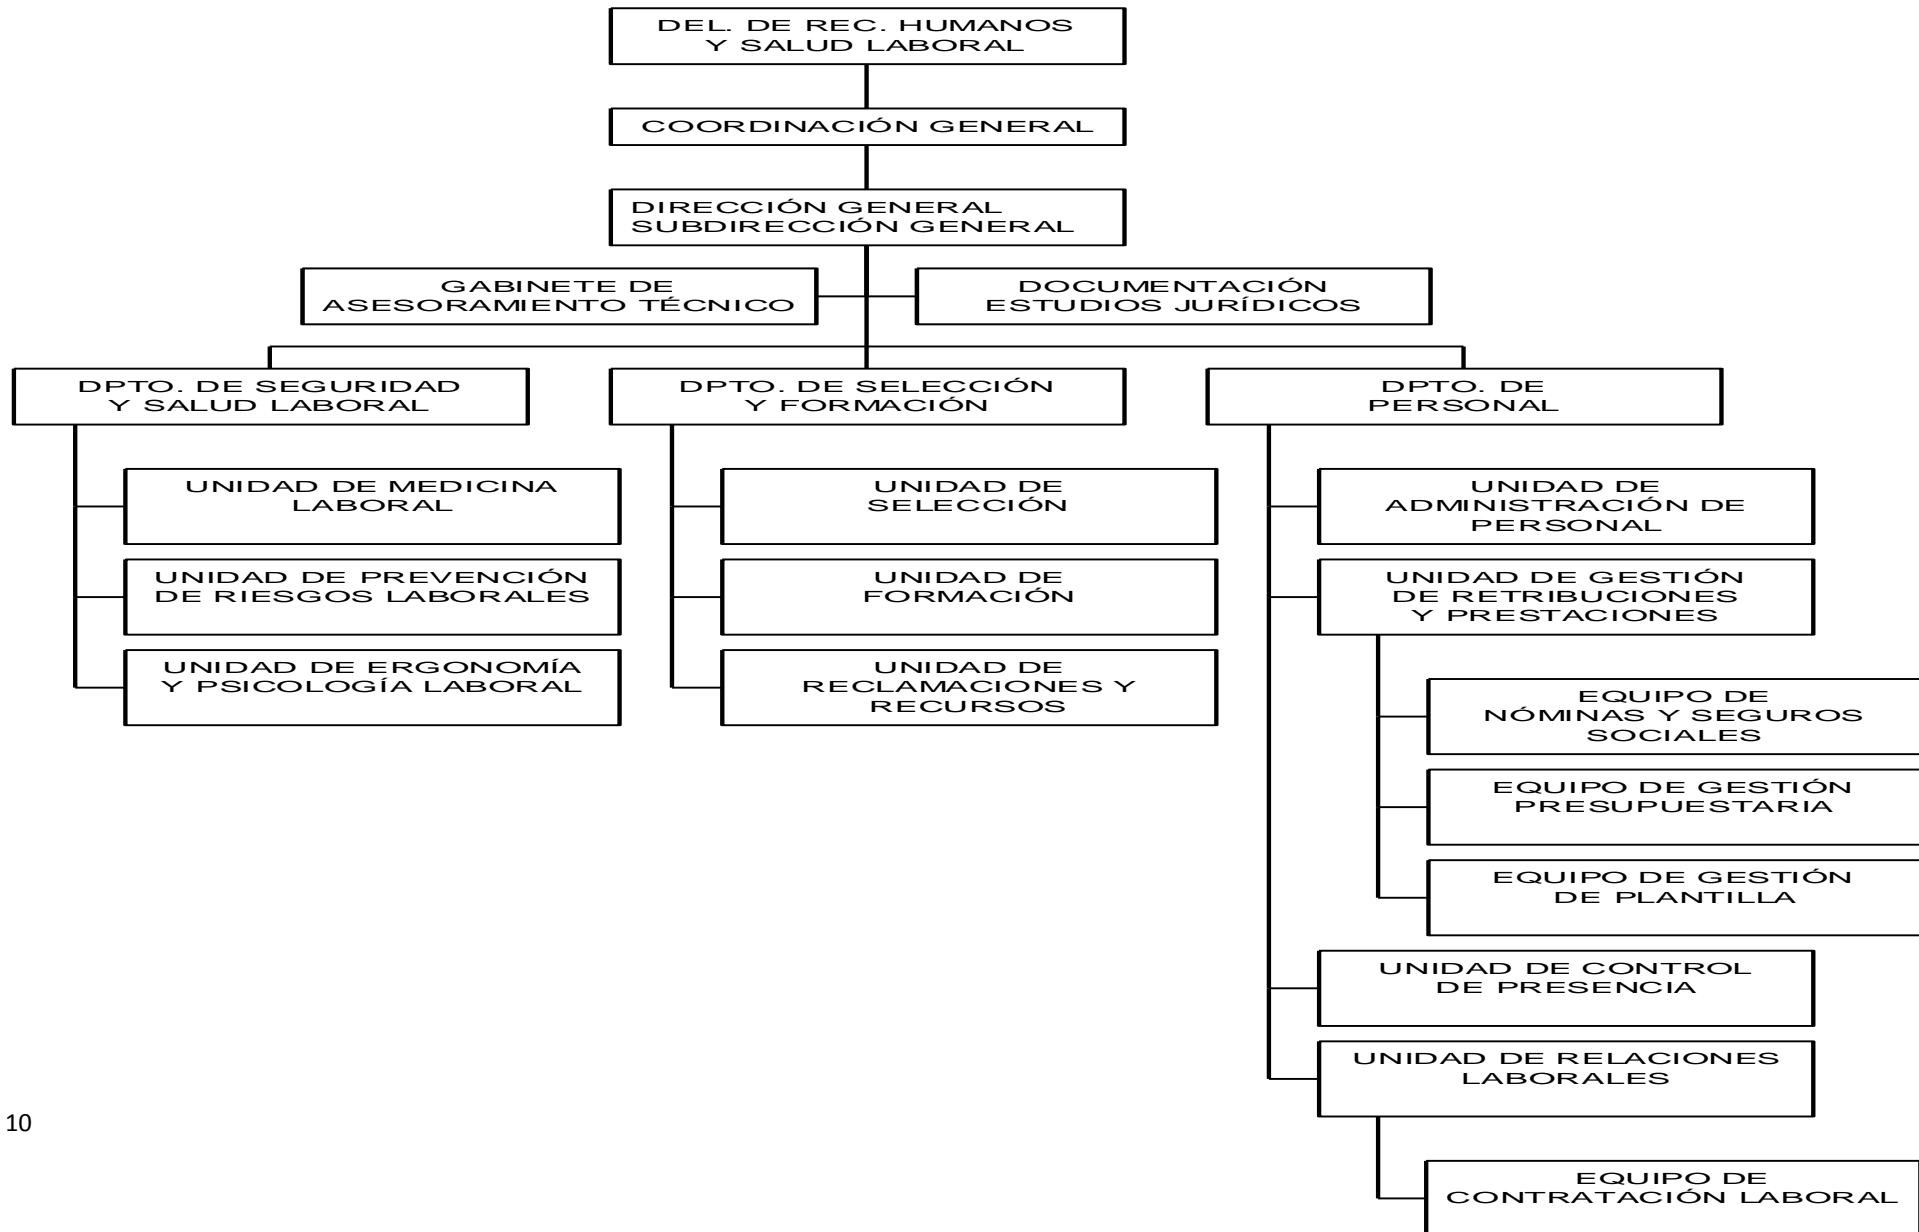 DEL. DE REC. HUMANOS
Y SALUD LABORAL
COORDINACIÓN GENERAL
DIRECCIÓN GENERAL
SUBDIRECCIÓN GENERAL
GABINETE DE
ASESORAMIENTO TÉCNICO
DOCUMENTACIÓN
ESTUDIOS JURÍDICOS
DPTO. DE SEGURIDAD
Y SALUD LABORAL
UNIDAD DE MEDICINA
LABORAL
UNIDAD DE PREVENCIÓN
DE RIESGOS LABORALES
UNIDAD DE ERGONOMÍA
Y PSICOLOGÍA LABORAL
DPTO. DE SELECCIÓN
Y FORMACIÓN
UNIDAD DE
SELECCIÓN
UNIDAD DE
FORMACIÓN
UNIDAD DE
RECLAMACIONES Y
RECURSOS
DPTO. DE
PERSONAL
UNIDAD DE
ADMINISTRACIÓN DE
PERSONAL
UNIDAD DE GESTIÓN
DE RETRIBUCIONES
Y PRESTACIONES
EQUIPO DE
NÓMINAS Y SEGUROS
SOCIALES
EQUIPO DE GESTIÓN
PRESUPUESTARIA
EQUIPO DE GESTIÓN
DE PLANTILLA
UNIDAD DE CONTROL
DE PRESENCIA
UNIDAD DE RELACIONES
LABORALES
EQUIPO DE
CONTRATACIÓN LABORAL
10